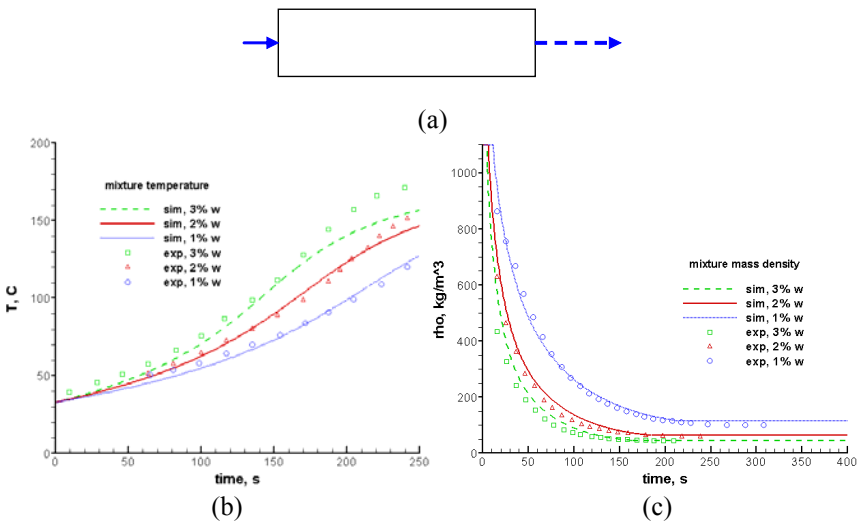 (a)
200
150
100
50
0
T, C
mixture temperature
sim, 3% w
sim, 2% w
sim, 1% w
exp, 3% w
exp, 2% w
exp, 1% w
0 50 100 150 200 250
time, s
(b)
1000
800
600
400
200
0
rho, kg/m^3
mixture mass density
sim, 3% w
sim, 2% w
sim, 1% w
exp, 3% w
exp, 2% w
exp, 1% w
0 50 100 150 200 250 300 350 400
time, s
(c)